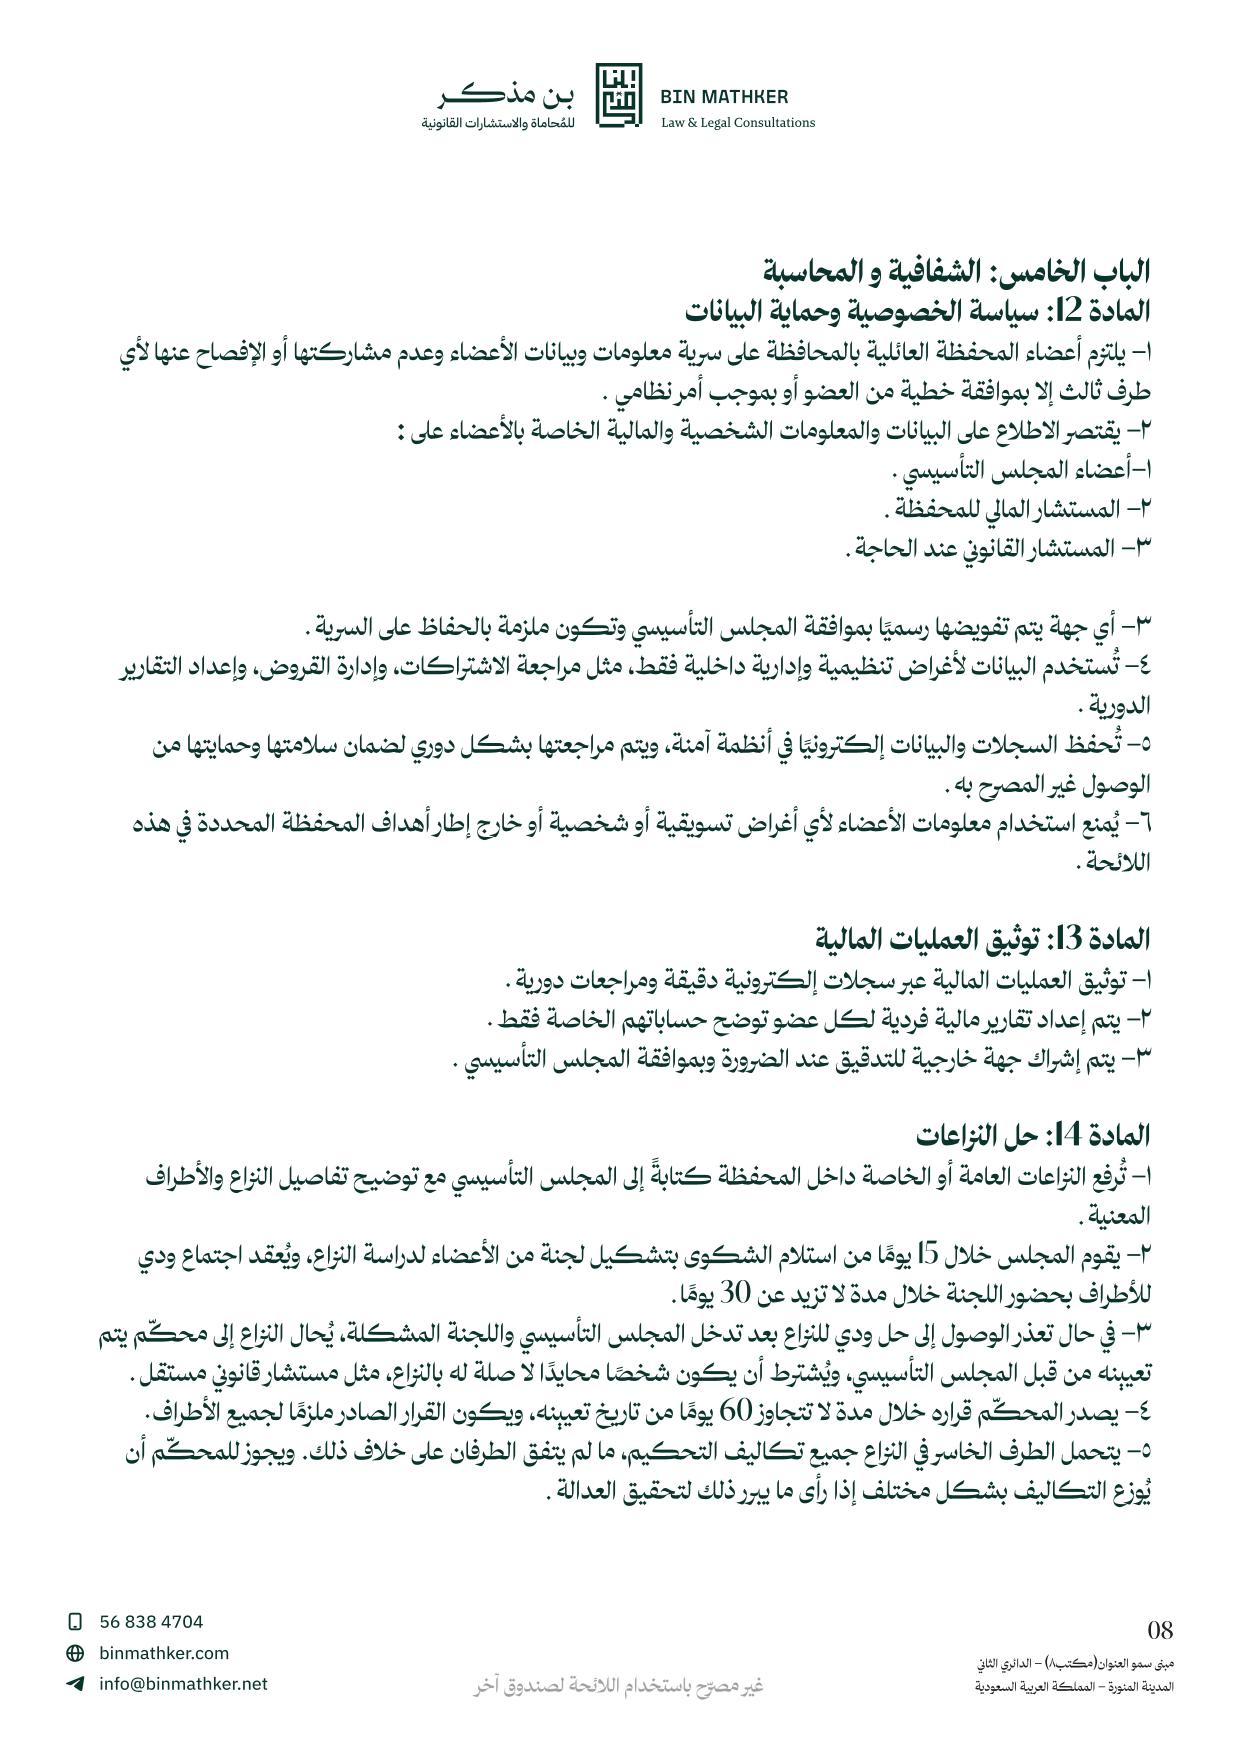 بن مذكر
للمُحاماة والاستشارات القانونية
BIN MATHKER
Law & Legal Consultations
الباب الخامس: الشفافية و المحاسبة
المادة 12: سياسة الخصوصية وحماية البيانات
١- يلتزم أعضاء المحفظة العائلية بالمحافظة على سرية معلومات وبيانات الأعضاء وعدم مشاركتها أو الإفصاح عنها لأي
طرف ثالث إلا بموافقة خطية من العضو أو بموجب أمر نظامي .
٢- يقتصر الاطلاع على البيانات والمعلومات الشخصية والمالية الخاصة بالأعضاء على :
١-أعضاء المجلس التأسيسي .
٢- المستشار المالي للمحفظة .
٣- المستشار القانوني عند الحاجة .
٣- أي جهة يتم تفويضها رسميًا بموافقة المجلس التأسيسي وتكون ملزمة بالحفاظ على السرية .
٤- تُستخدم البيانات لأغراض تنظيمية وإدارية داخلية فقط، مثل مراجعة الاشتراكات، وإدارة القروض، وإعداد التقارير
الدورية .
٥- تُحفظ السجلات والبيانات إلكترونيًا في أنظمة آمنة، ويتم مراجعتها بشكل دوري لضمان سلامتها وحمايتها من
الوصول غير المصرح به .
٦- يُمنع استخدام معلومات الأعضاء لأي أغراض تسويقية أو شخصية أو خارج إطار أهداف المحفظة المحددة في هذه
اللائحة .
المادة 13: توثيق العمليات المالية
١- توثيق العمليات المالية عبر سجلات إلكترونية دقيقة ومراجعات دورية .
٢- يتم إعداد تقارير مالية فردية لكل عضو توضح حساباتهم الخاصة فقط .
٣- يتم إشراك جهة خارجية للتدقيق عند الضرورة وبموافقة المجلس التأسيسي .
المادة 14: حل النزاعات
١- تُرفع النزاعات العامة أو الخاصة داخل المحفظة كتابةً إلى المجلس التأسيسي مع توضيح تفاصيل النزاع والأطراف
المعنية .
٢- يقوم المجلس خلال 15 يومًا من استلام الشكوى بتشكيل لجنة من الأعضاء لدراسة النزاع، ويُعقد اجتماع ودي
للأطراف بحضور اللجنة خلال مدة لا تزيد عن 30 يومًا.
٣- في حال تعذر الوصول إلى حل ودي للنزاع بعد تدخل المجلس التأسيسي واللجنة المشكلة، يُحال النزاع إلى محكّم يتم
تعيينه من قبل المجلس التأسيسي، ويُشترط أن يكون شخصًا محايدًا لا صلة له بالنزاع، مثل مستشار قانوني مستقل .
٤- يصدر المحكّم قراره خلال مدة لا تتجاوز 60 يومًا من تاريخ تعيينه، ويكون القرار الصادر ملزمًا لجميع الأطراف.
٥- يتحمل الطرف الخاسر في النزاع جميع تكاليف التحكيم، ما لم يتفق الطرفان على خلاف ذلك. ويجوز للمحكّم أن
يُوزع التكاليف بشكل مختلف إذا رأى ما يبرر ذلك لتحقيق العدالة .
08
مبنى سمو العنوان(مكتب٨) - الدائري الثاني
المدينة المنورة - المملكة العربية السعودية
غير مصرّح باستخدام اللائحة لصندوق آخر
56 838 4704
binmathker.com
info@binmathker.net